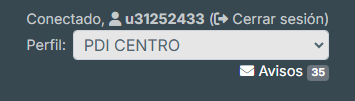 Conectado, u31252433 (Cerrar sesión)
Perfil: PDI CENTRO
Avisos 35